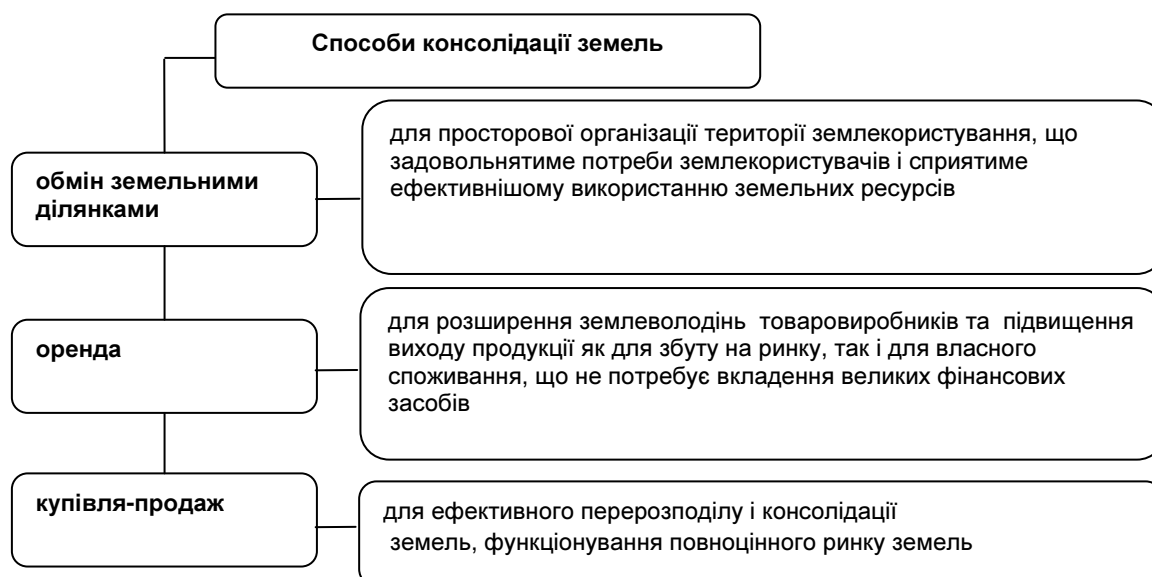 Способи консолідації земель
обмін земельними
ділянками
для просторової організації території землекористування, що
задовольнятиме потреби землекористувачів і сприятиме
ефективнішому використанню земельних ресурсів
оренда
для розширення землеволодінь товаровиробників та підвищення
виходу продукції як для збуту на ринку, так і для власного
споживання, що не потребує вкладення великих фінансових
засобів
купівля-продаж
для ефективного перерозподілу і консолідації
земель, функціонування повноцінного ринку земель